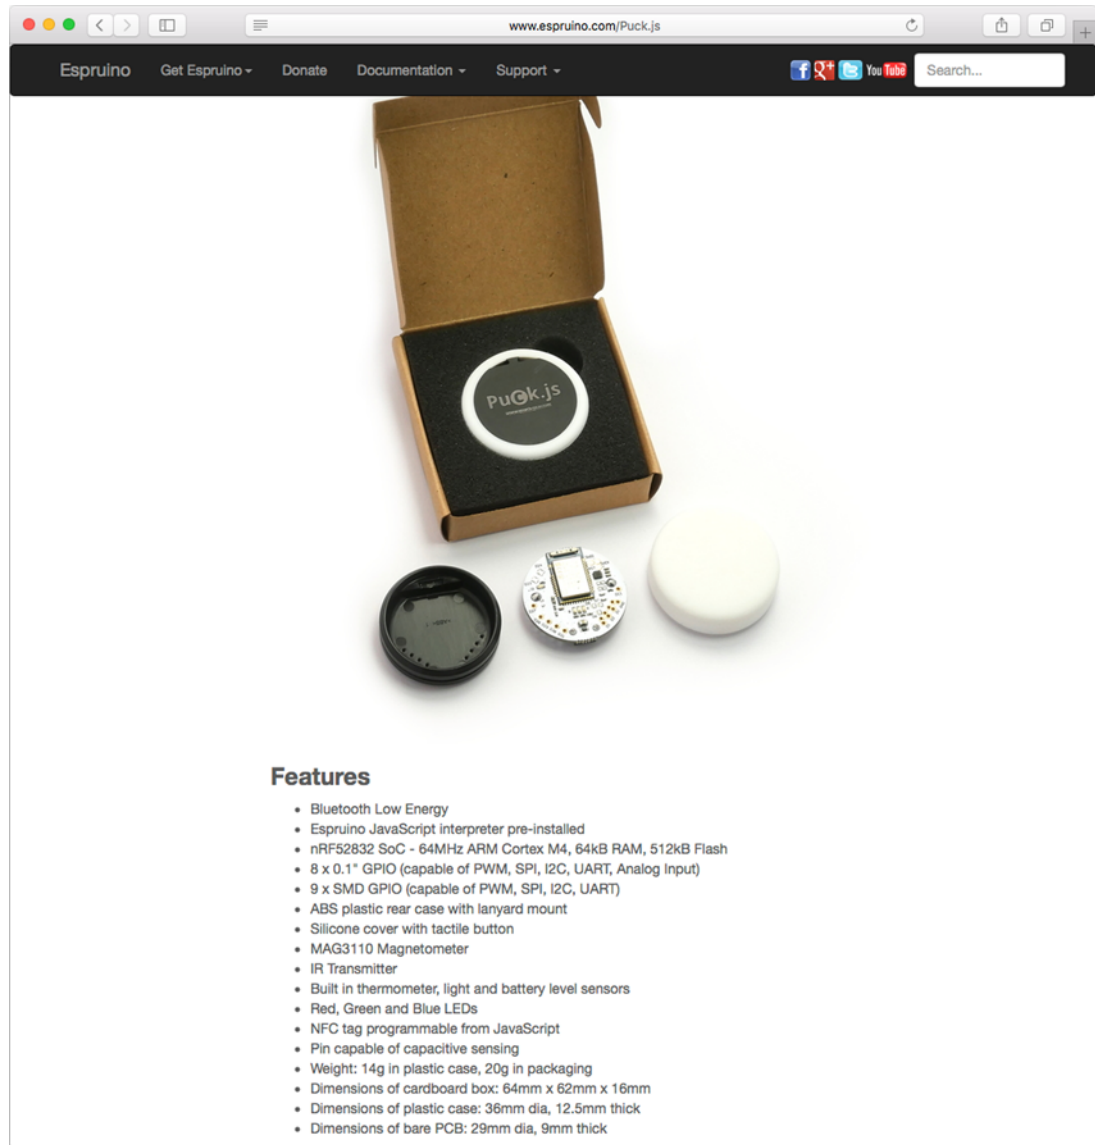 www.espruino.com/Puck.js
Espruino Get Espruino Donate Documentation Support You Tube Search...
Puck.js
Features
• Bluetooth Low Energy
• Espruino JavaScript interpreter pre-installed
• nRF52832 SoC - 64MHz ARM Cortex M4, 64kB RAM, 512kB Flash
• 8 x 0.1" GPIO (capable of PWM, SPI, I2C, UART, Analog Input)
• 9 x SMD GPIO (capable of PWM, SPI, I2C, UART)
• ABS plastic rear case with lanyard mount
• Silicone cover with tactile button
• MAG3110 Magnetometer
• IR Transmitter
• Built in thermometer, light and battery level sensors
• Red, Green and Blue LEDs
• NFC tag programmable from JavaScript
• Pin capable of capacitive sensing
• Weight: 14g in plastic case, 20g in packaging
• Dimensions of cardboard box: 64mm x 62mm x 16mm
• Dimensions of plastic case: 36mm dia, 12.5mm thick
• Dimensions of bare PCB: 29mm dia, 9mm thick